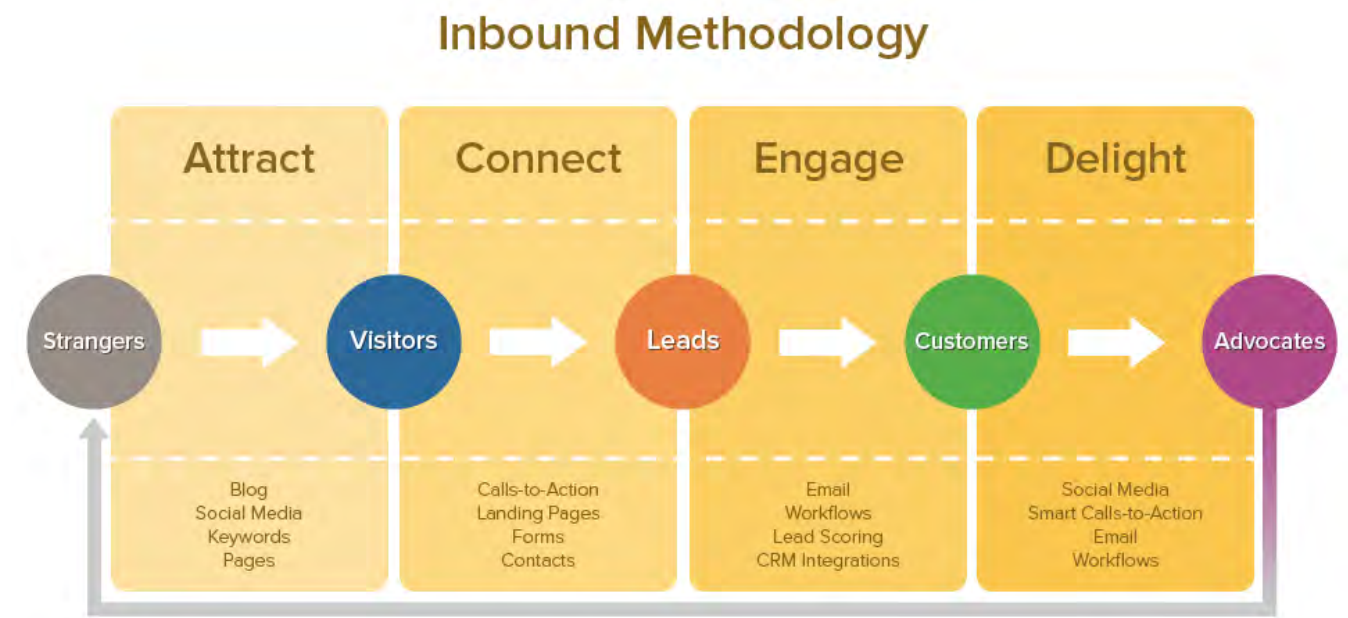 Inbound Methodology
Attract
Connect
Engage
Delight
Strangers
Visitors
Leads
Customers
Advocates
Blog
Social Media
Keywords
Pages
Calls-to-Action
Landing Pages
Forms
Contacts
Email
Workflows
Lead Scoring
CRM Integrations
Social Media
Smart Calls-to-Action
Email
Workflows